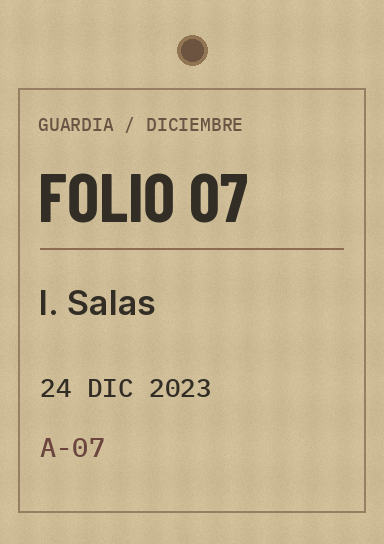 GUARDIA / DICIEMBRE
FOLIO 07
I. Salas
24 DIC 2023
A-07